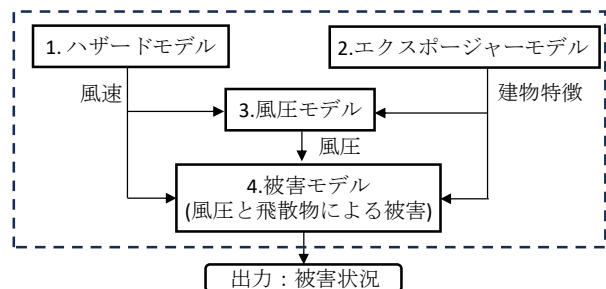 1. ハザードモデル
2.エクスポージャーモデル
風速
建物特徴
3.風圧モデル
風圧
4.被害モデル
(風圧と飛散物による被害)
出力：被害状況